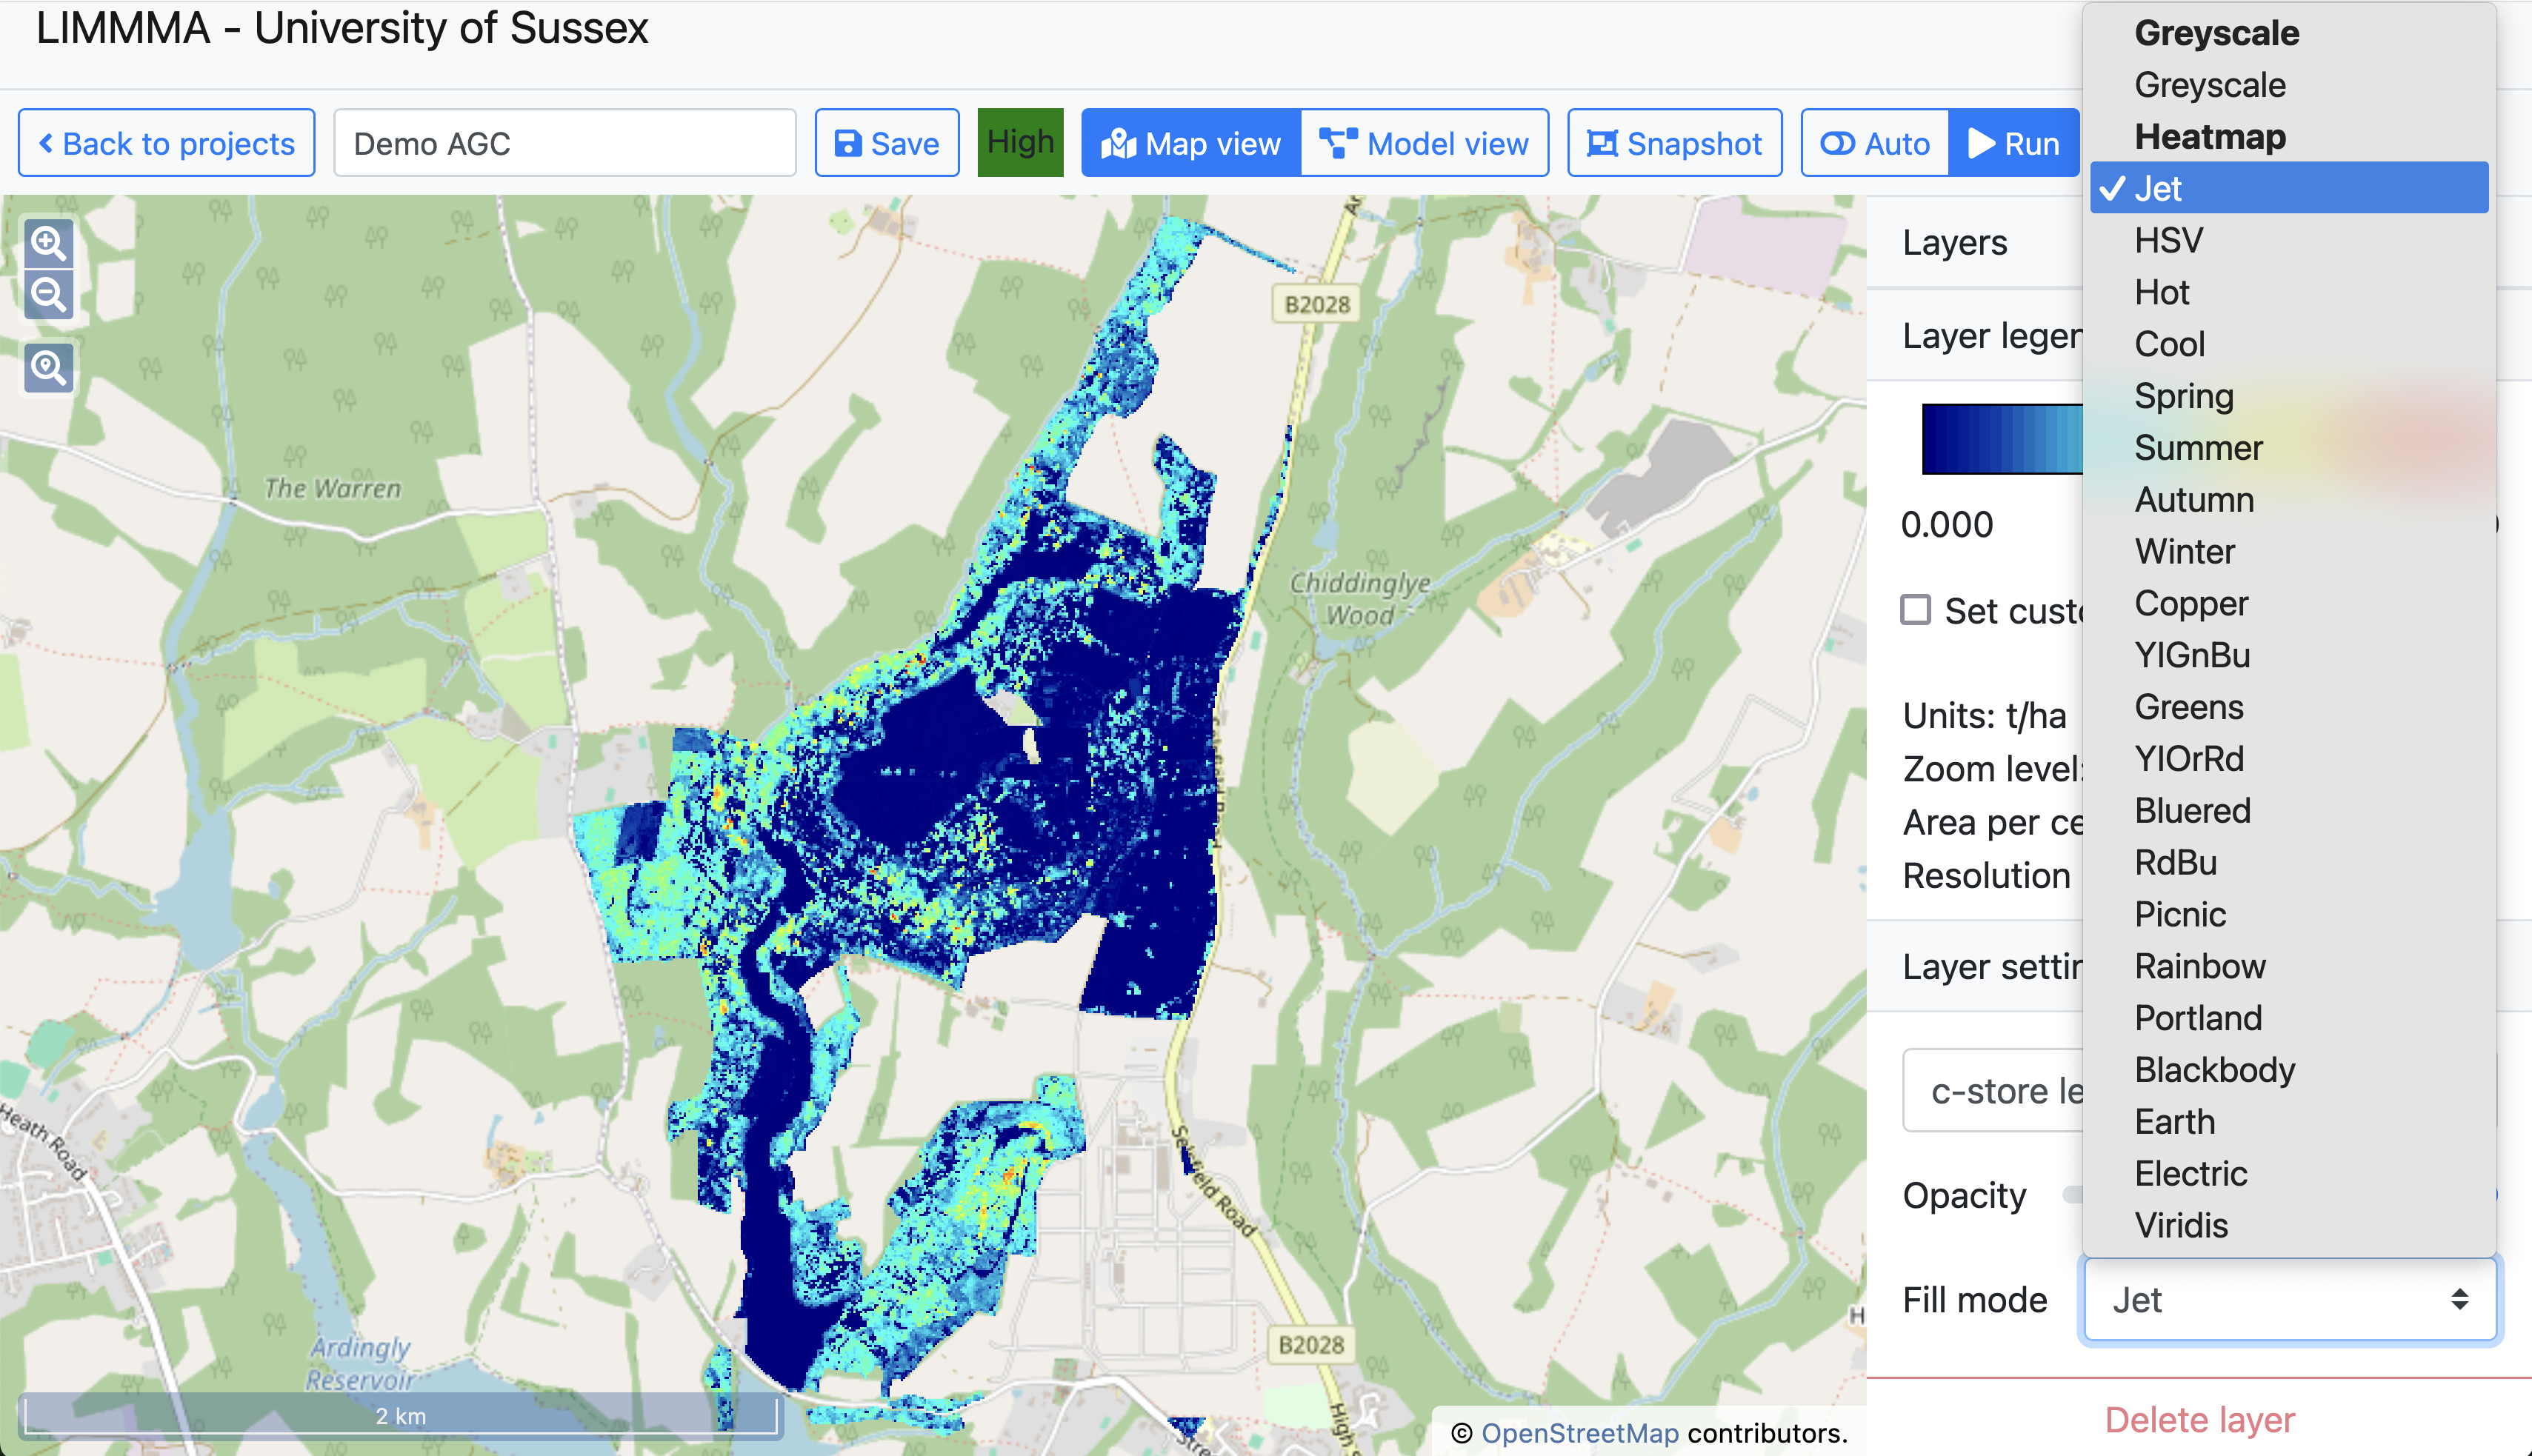 LIMMMA - University of Sussex
Back to projects
Demo AGC
Save
High
Map view
Model view
Snapshot
Auto
Run
Greyscale
Greyscale
Heatmap
Jet
HSV
Hot
Cool
Spring
Summer
Autumn
Winter
Copper
YlGnBu
Greens
YlOrRd
Bluered
RdBu
Picnic
Rainbow
Portland
Blackbody
Earth
Electric
Viridis
Layers
Layer legen
0.000
Set custo
Units: t/ha
Zoom level:
Area per ce
Resolution
Layer settin
c-store le
Opacity
Fill mode
Jet
Delete layer
B2028
The Warren
Chiddinglye
Wood
Heath Road
Selsfield Road
Ardingly
Reservoir
B2028
High S
2 km
© OpenStreetMap contributors.